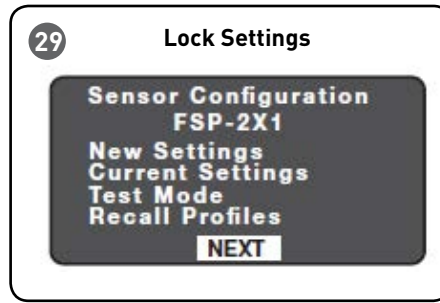 29
Lock Settings
Sensor Configuration
FSP-2X1
New Settings
Current Settings
Test Mode
Recall Profiles
NEXT